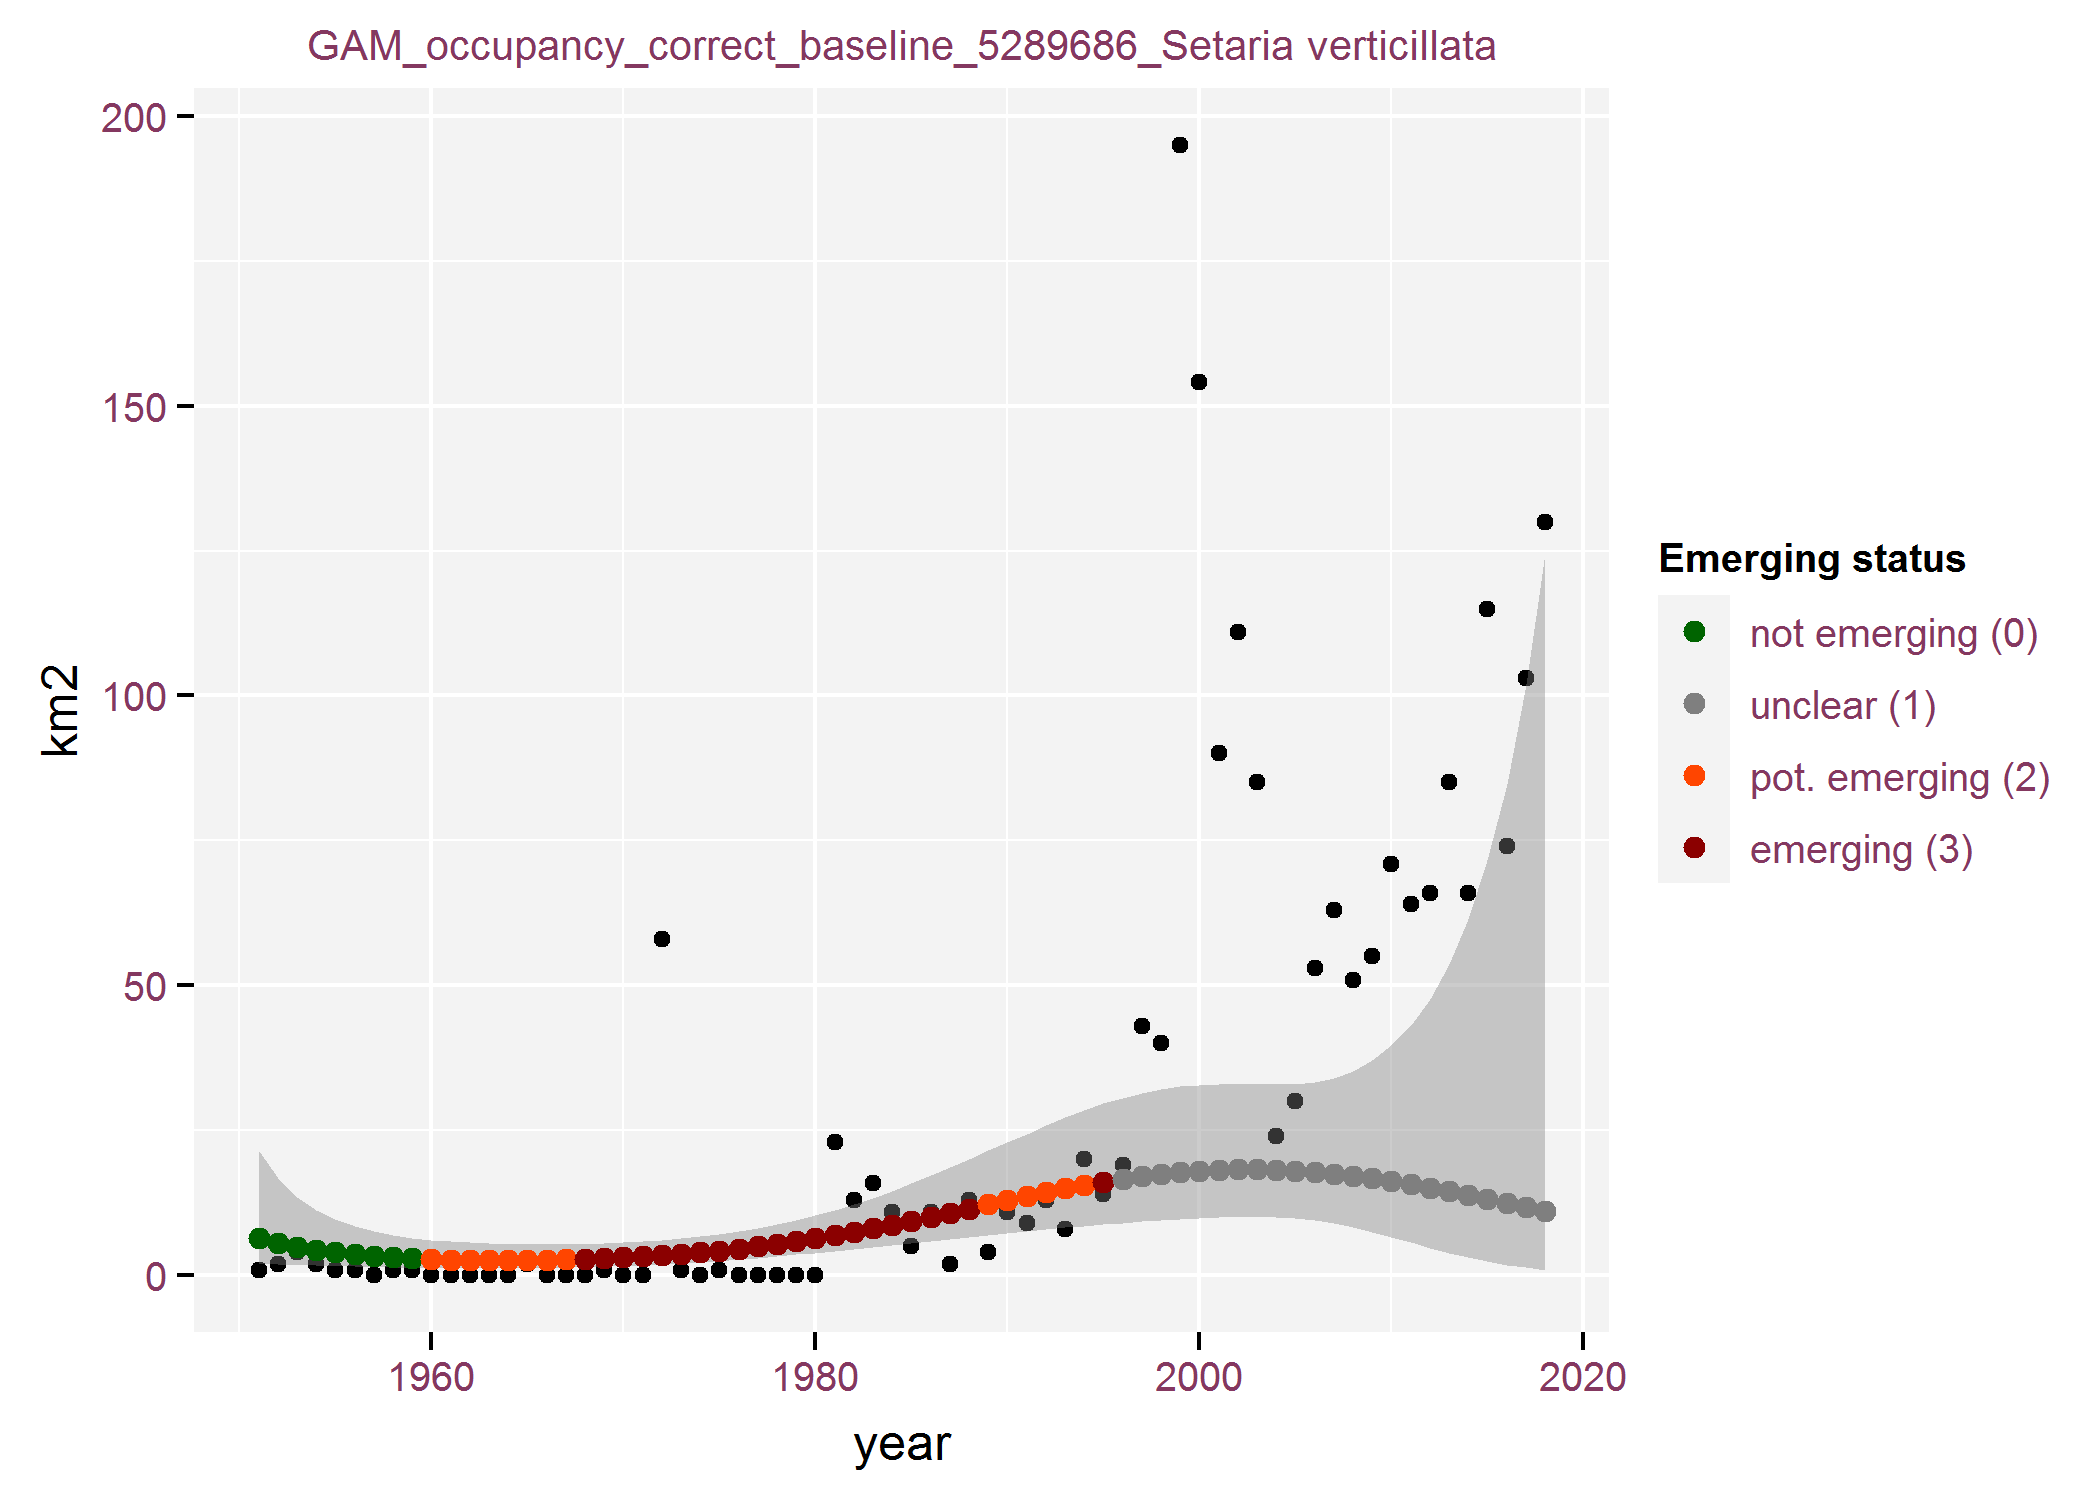 GAM_occupancy_correct_baseline_5289686_Setaria verticillata
200
150
100
50
0
km2
1960
1980
2000
2020
year
Emerging status
not emerging (0)
unclear (1)
pot. emerging (2)
emerging (3)